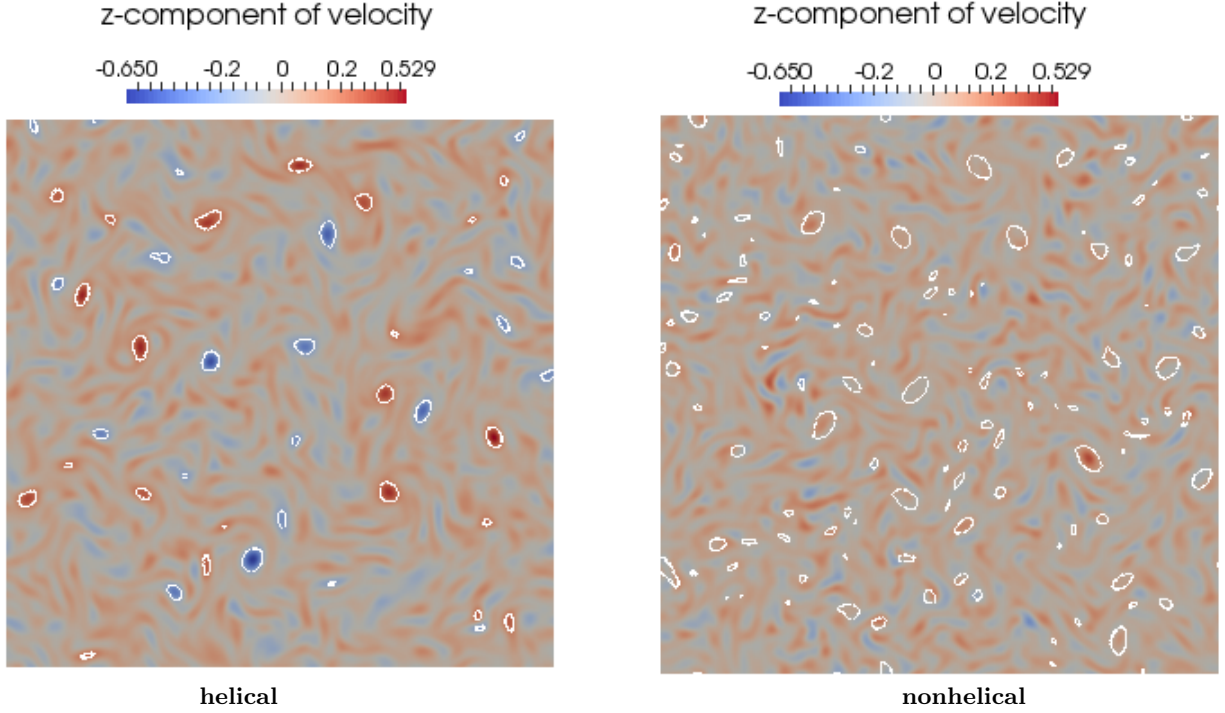 z-component of velocity
-0.650 -0.2 0 0.2 0.529
helical
z-component of velocity
-0.650 -0.2 0 0.2 0.529
nonhelical